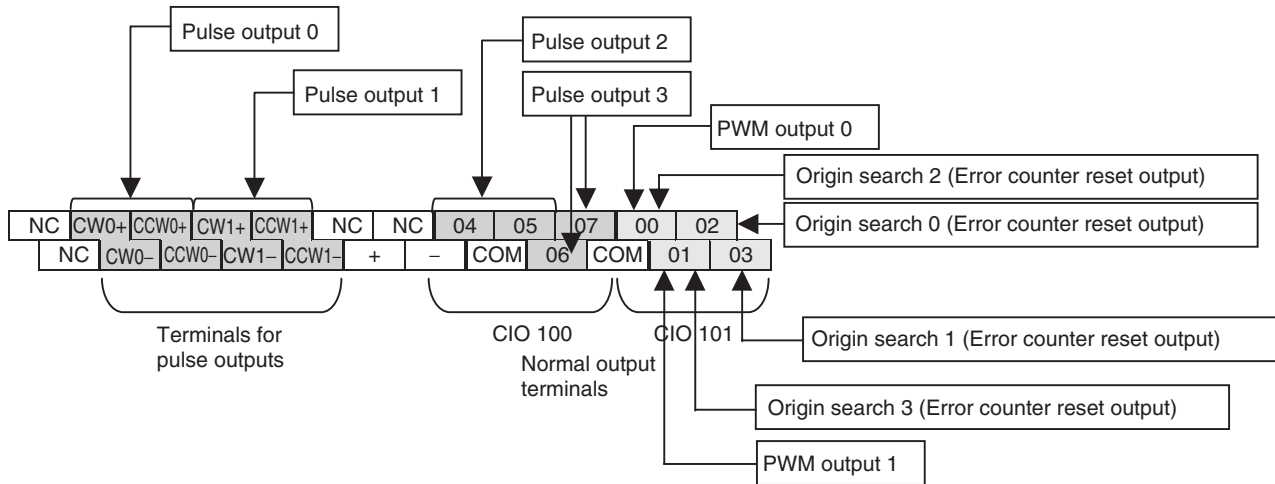 Pulse output 0
Pulse output 2
Pulse output 1
Pulse output 3
PWM output 0
Origin search 2 (Error counter reset output)
Origin search 0 (Error counter reset output)
NC CW0+ CCW0+ CW1+ CCW1+ NC NC 04 05 07 00 02
NC CW0– CCW0– CW1– CCW1– + – COM 06 COM 01 03
Terminals for
pulse outputs
CIO 100
CIO 101
Normal output
terminals
Origin search 1 (Error counter reset output)
Origin search 3 (Error counter reset output)
PWM output 1